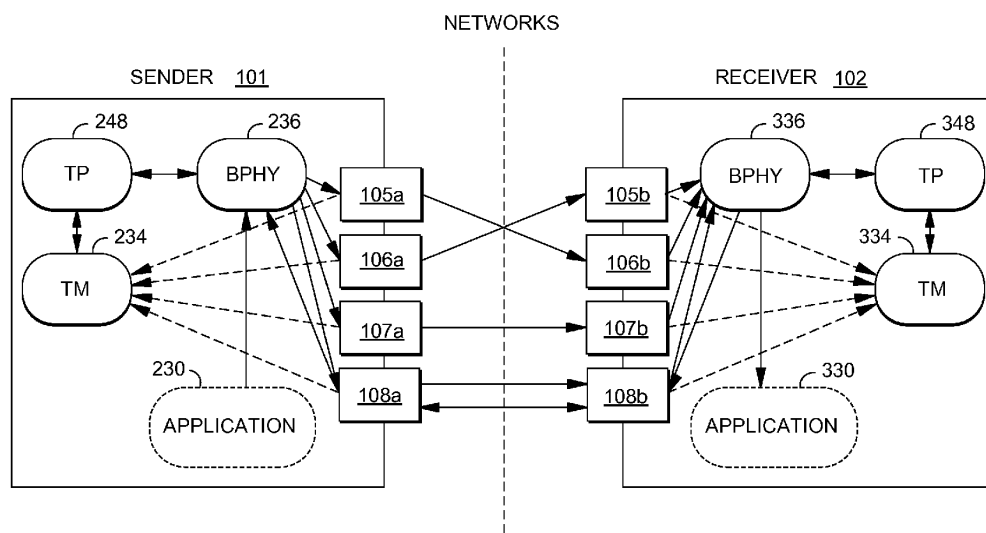 NETWORKS
SENDER 101
RECEIVER 102
248
236
336
348
TP
BPHY
105a
105b
BPHY
TP
234
334
TM
106a
106b
TM
107a
107b
230
330
108a
108b
APPLICATION
APPLICATION